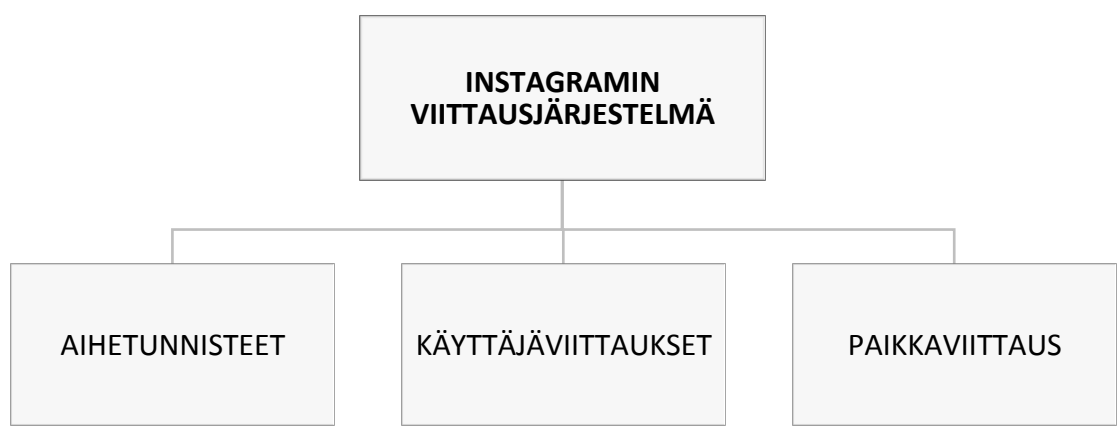 INSTAGRAMIN
VIITTAUSJÄRJESTELMÄ
AIHETUNNISTEET
KÄYTTÄJÄVIITTAUKSET
PAIKKAVIITTAUS